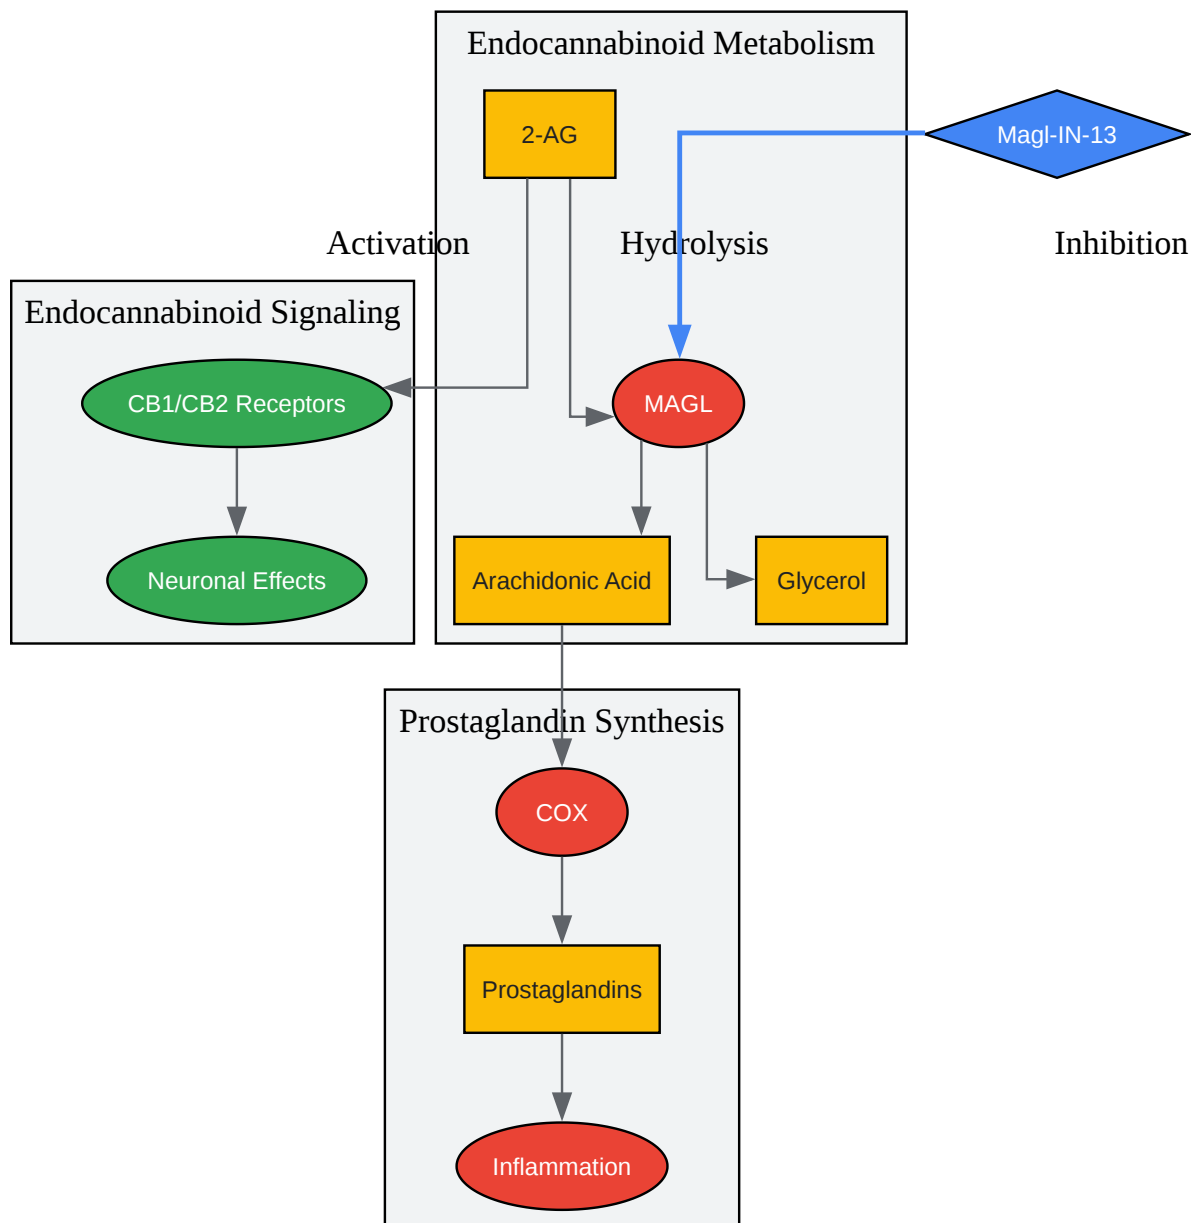 Endocannabinoid Metabolism
2-AG
Magl-IN-13
Activation
Hydrolysis
Inhibition
Endocannabinoid Signaling
CB1/CB2 Receptors
MAGL
Neuronal Effects
Arachidonic Acid
Glycerol
Prostaglandin Synthesis
COX
Prostaglandins
Inflammation